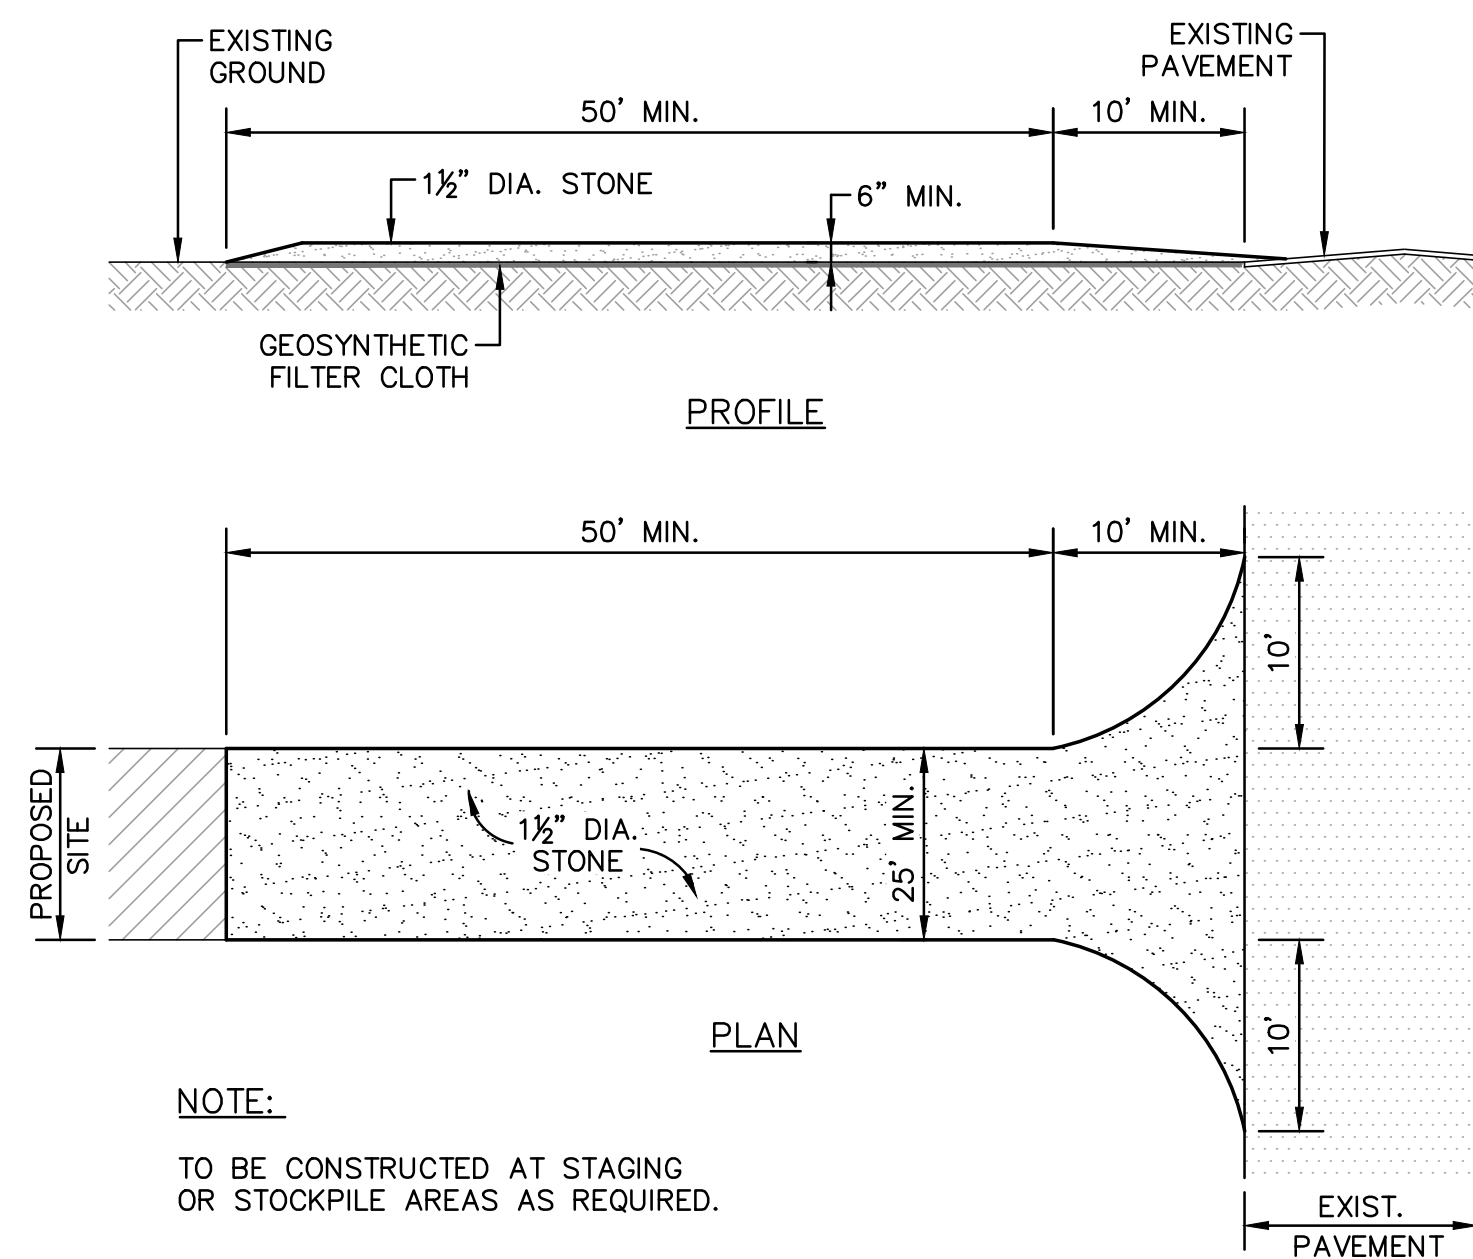 EXISTING
GROUND
EXISTING
PAVEMENT
50' MIN.
10' MIN.
1½" DIA. STONE
6" MIN.
GEOSYNTHETIC
FILTER CLOTH
PROFILE
50' MIN.
10' MIN.
10'
PROPOSED
SITE
1½" DIA.
STONE
25' MIN.
10'
PLAN
NOTE:
TO BE CONSTRUCTED AT STAGING
OR STOCKPILE AREAS AS REQUIRED.
EXIST.
PAVEMENT